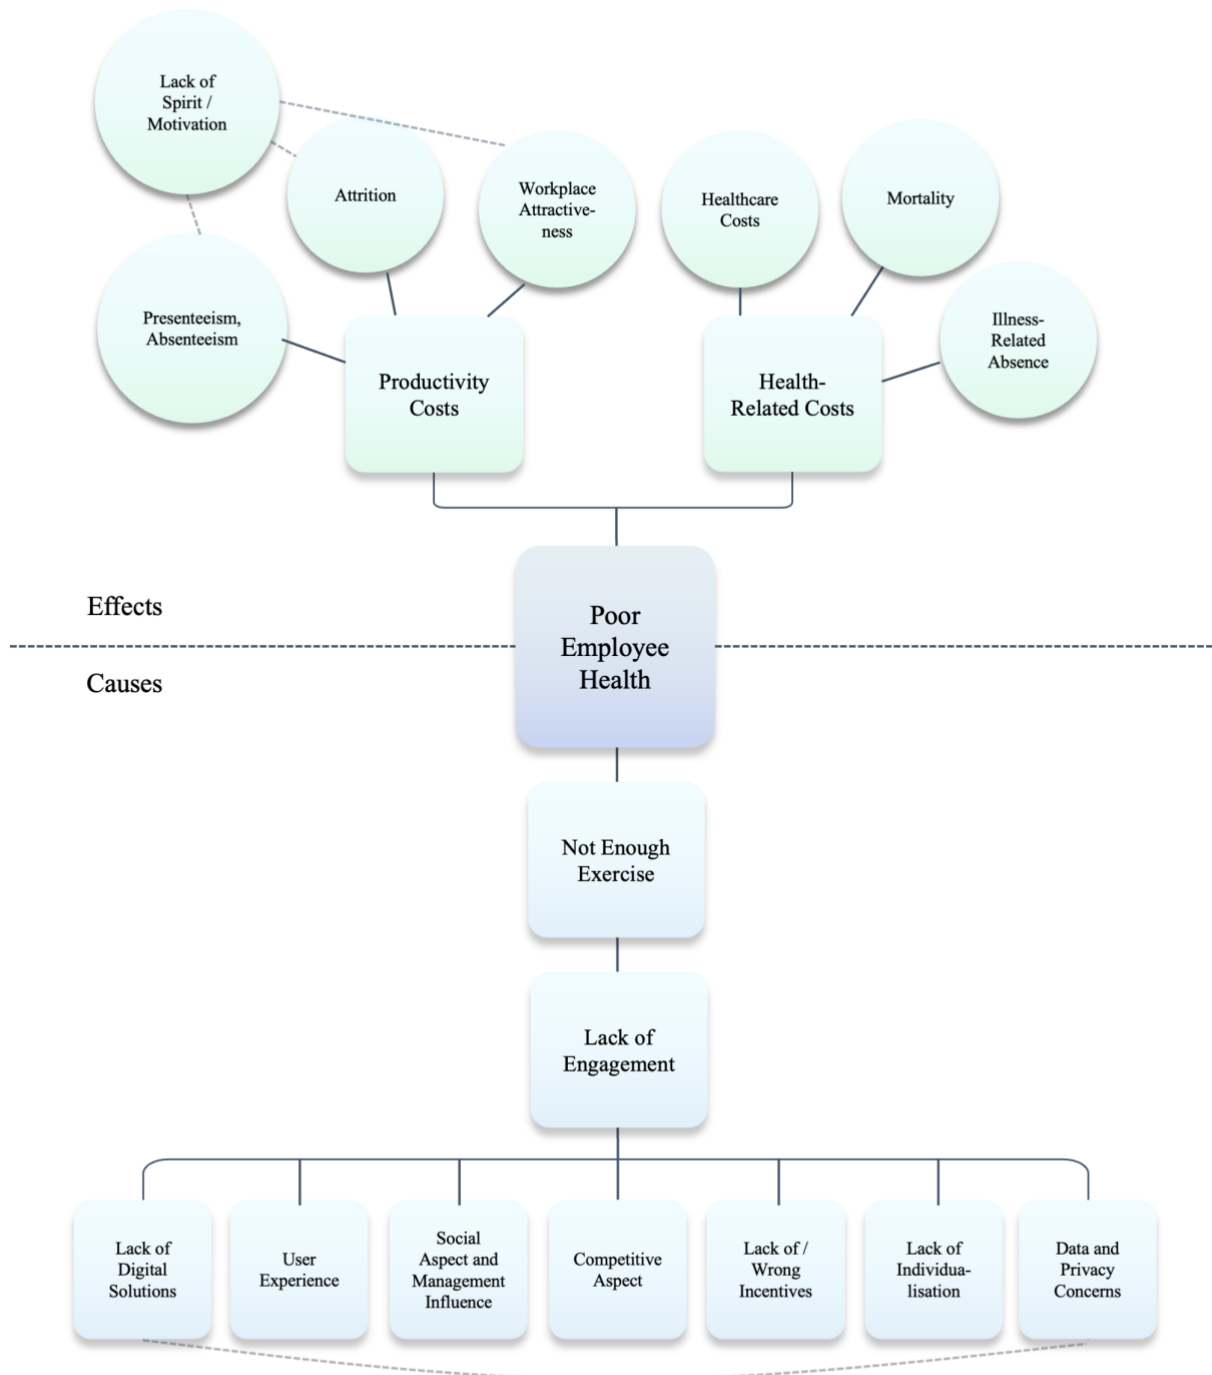 Lack of
Spirit /
Motivation
Attrition
Workplace
Attractive-
ness
Healthcare
Costs
Mortality
Presenteeism,
Absenteeism
Illness-
Related
Absence
Productivity
Costs
Health-
Related Costs
Effects
Poor
Employee
Health
Causes
Not Enough
Exercise
Lack of
Engagement
Lack of
Digital
Solutions
User
Experience
Social
Aspect and
Management
Influence
Competitive
Aspect
Lack of /
Wrong
Incentives
Lack of
Individua-
lisation
Data and
Privacy
Concerns